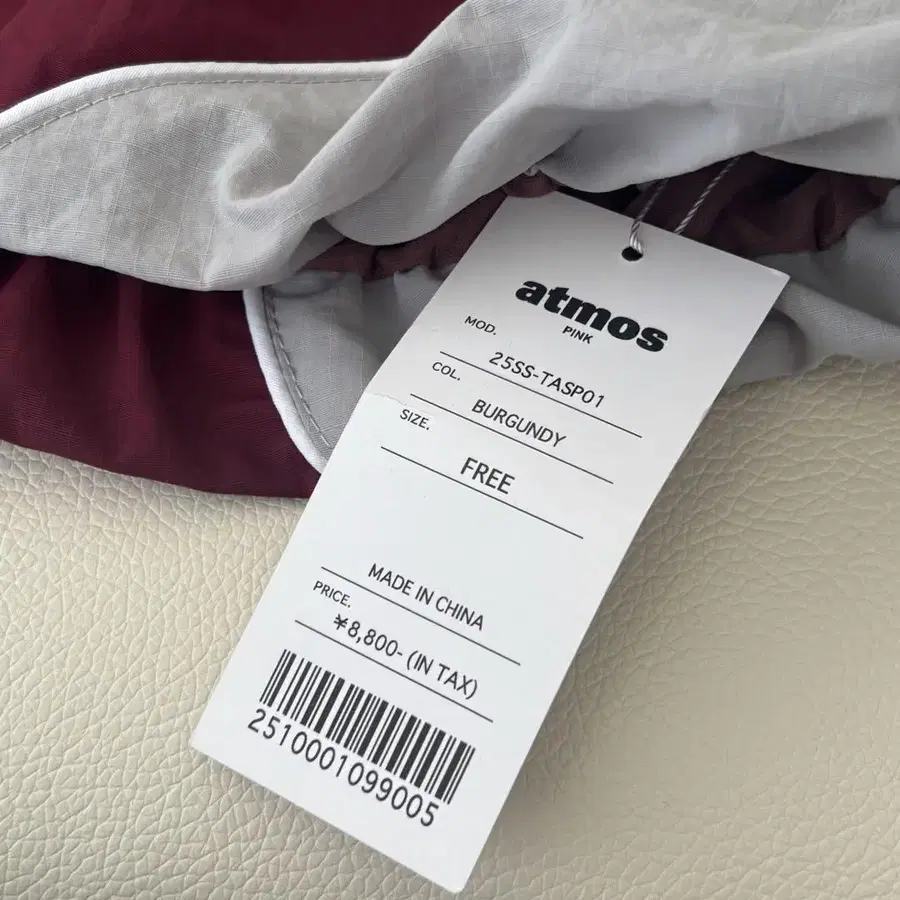 atmos
PINK
MOD.
25SS-TASP01
COL.
BURGUNDY
SIZE.
FREE
MADE IN CHINA
PRICE.
¥8,800- (IN TAX)
2510001099005